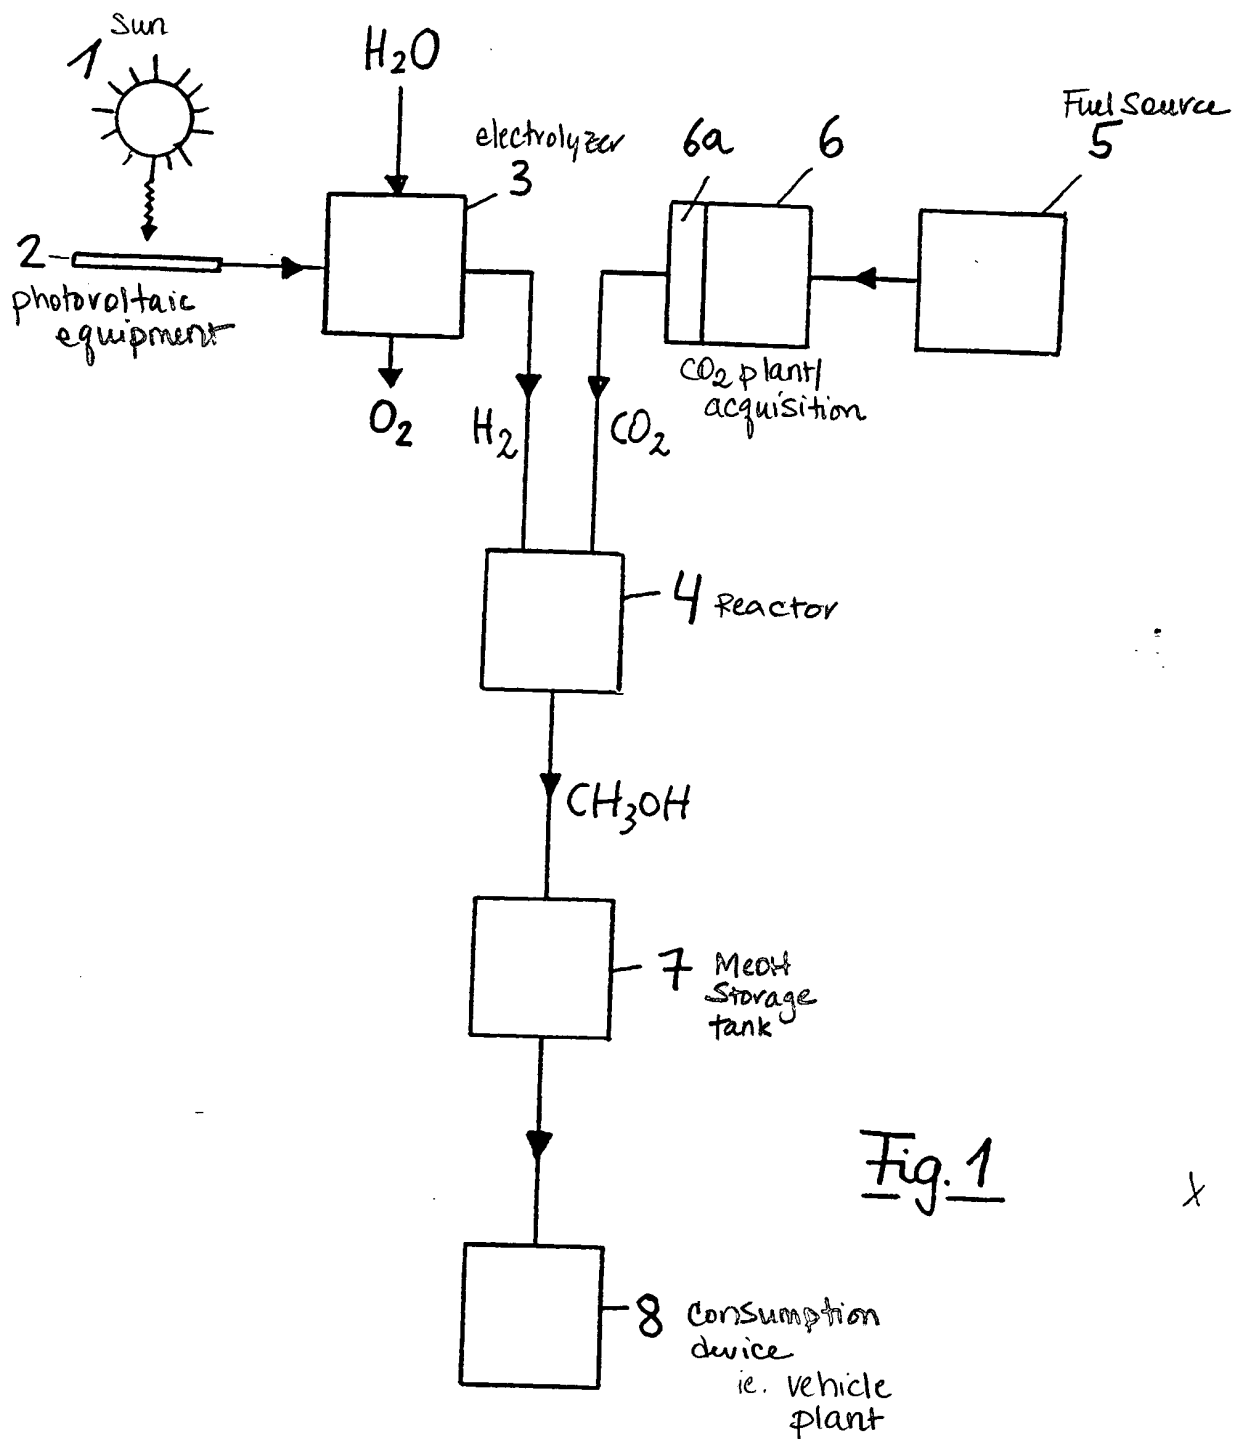 Sun
1
H₂O
electrolyzer
3
6a
6
Fuel Source
5
2
photovoltaic
equipment
O₂
H₂
CO₂
CO₂ plant/
acquisition
4 Reactor
CH₃OH
7 MeOH
Storage
tank
Fig. 1
X
8 Consumption
device
ie. vehicle
plant